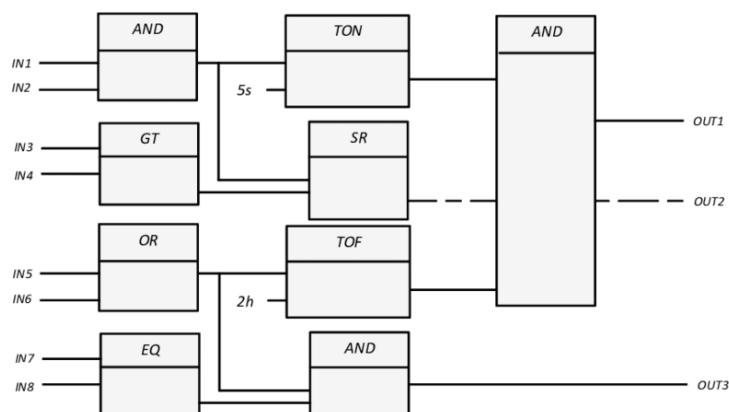 AND
TON
AND
IN1
IN2
5s
OUT1
GT
SR
IN3
IN4
OUT2
OR
TOF
IN5
IN6
2h
EQ
AND
IN7
IN8
OUT3